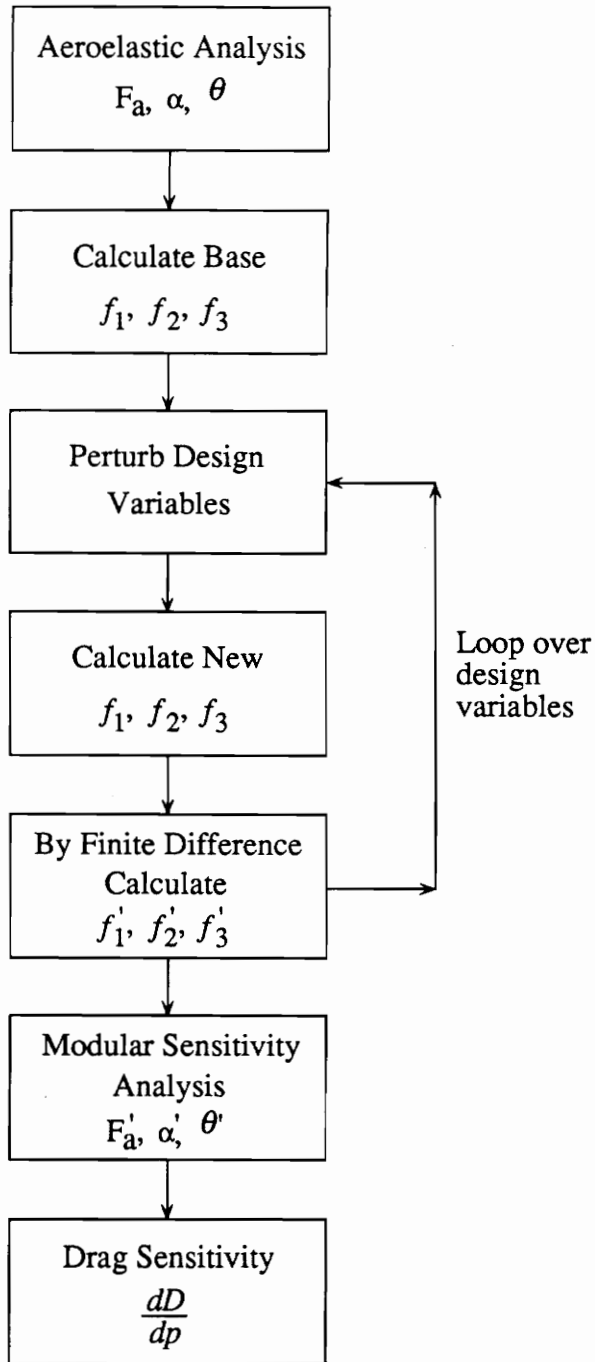 Aeroelastic Analysis
Fa, α, θ
Calculate Base
f1, f2, f3
Perturb Design
Variables
Calculate New
f1, f2, f3
Loop over
design
variables
By Finite Difference
Calculate
f1', f2', f3'
Modular Sensitivity
Analysis
Fa', α', θ'
Drag Sensitivity
dD
dp